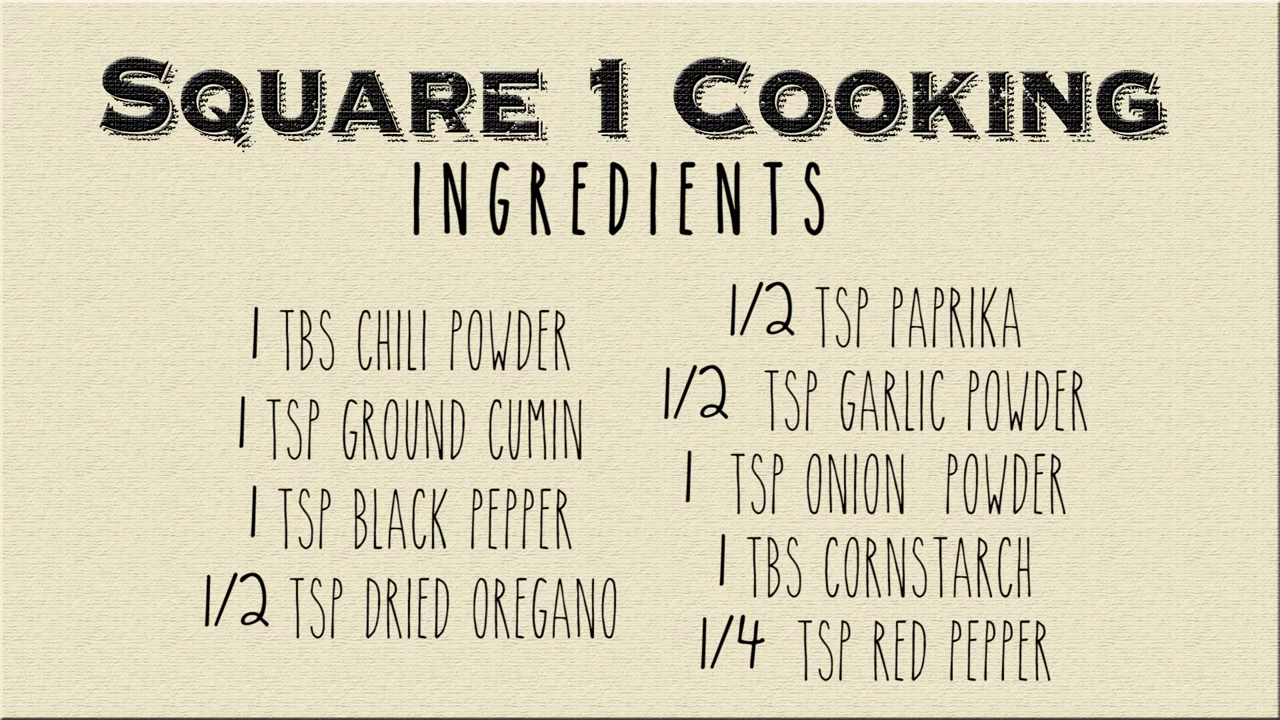 SQUARE 1 COOKING
INGREDIENTS
1 TBS CHILI POWDER
1 TSP GROUND CUMIN
1 TSP BLACK PEPPER
1/2 TSP DRIED OREGANO
1/2 TSP PAPRIKA
1/2 TSP GARLIC POWDER
1 TSP ONION POWDER
1 TBS CORNSTARCH
1/4 TSP RED PEPPER